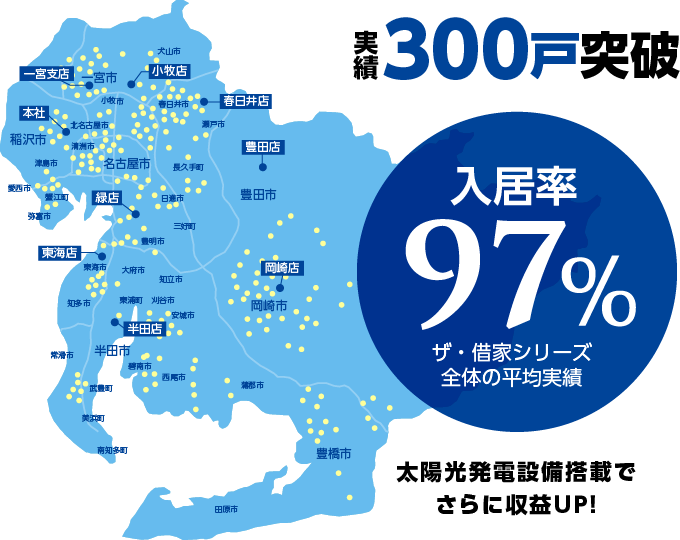 実績300戸突破
入居率
97%
ザ・借家シリーズ
全体の平均実績
太陽光発電設備搭載で
さらに収益UP!
犬山市
一宮支店
一宮市
小牧店
小牧市
春日井市
春日井店
本社
稲沢市
北名古屋市
清洲市
瀬戸市
名古屋市
津島市
長久手町
豊田店
豊田市
愛西市
蟹江町
弥富市
緑店
日進市
三好町
豊明市
東海店
東海市
大府市
知立市
岡崎店
岡崎市
知多市
東浦町
刈谷市
安城市
半田店
半田市
常滑市
碧南市
西尾市
武豊町
蒲郡市
美浜町
南知多町
豊橋市
田原市